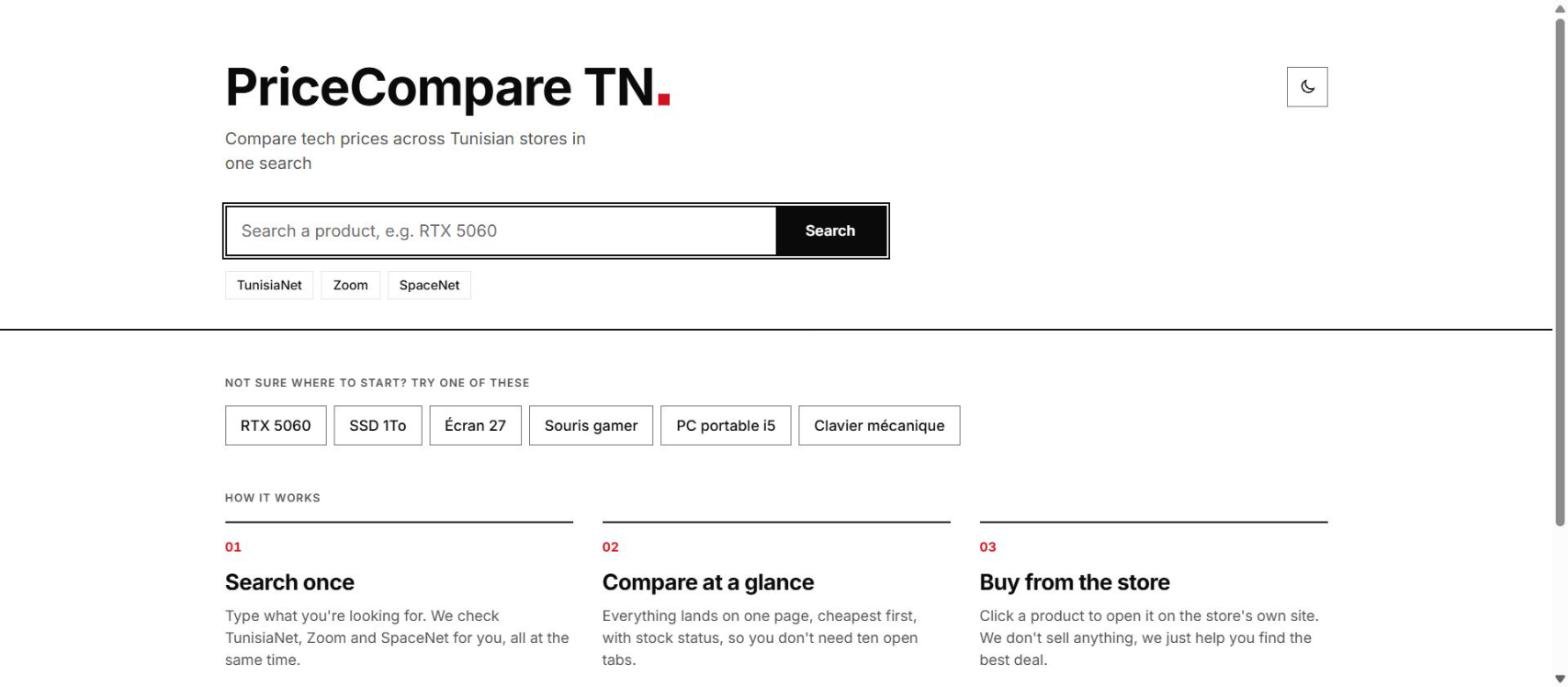 PriceCompare TN.
Compare tech prices across Tunisian stores in
one search
Search a product, e.g. RTX 5060
Search
TunisiaNet
Zoom
SpaceNet
NOT SURE WHERE TO START? TRY ONE OF THESE
RTX 5060
SSD 1To
Écran 27
Souris gamer
PC portable i5
Clavier mécanique
HOW IT WORKS
01
Search once
Type what you're looking for. We check
TunisiaNet, Zoom and SpaceNet for you, all at the
same time.
02
Compare at a glance
Everything lands on one page, cheapest first,
with stock status, so you don't need ten open
tabs.
03
Buy from the store
Click a product to open it on the store's own site.
We don't sell anything, we just help you find the
best deal.